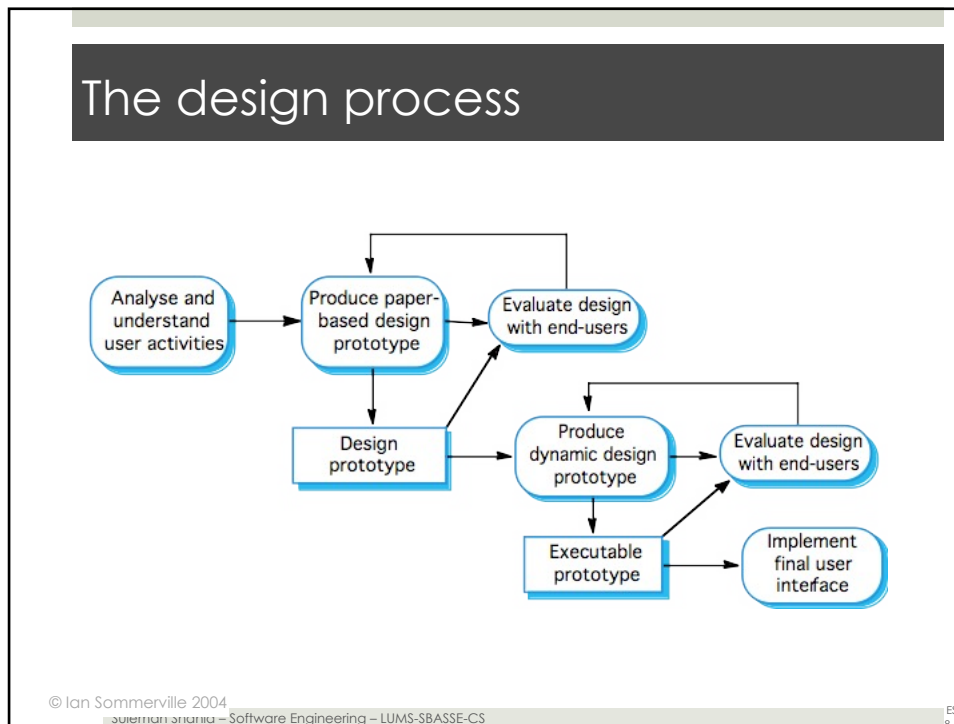 The design process
Analyse and
understand
user activities
Produce paper-
based design
prototype
Evaluate design
with end-users
Design
prototype
Produce
dynamic design
prototype
Evaluate design
with end-users
Executable
prototype
Implement
final user
interface
© Ian Sommerville 2004
– Software Engineering – LUMS-SBASSE-CS